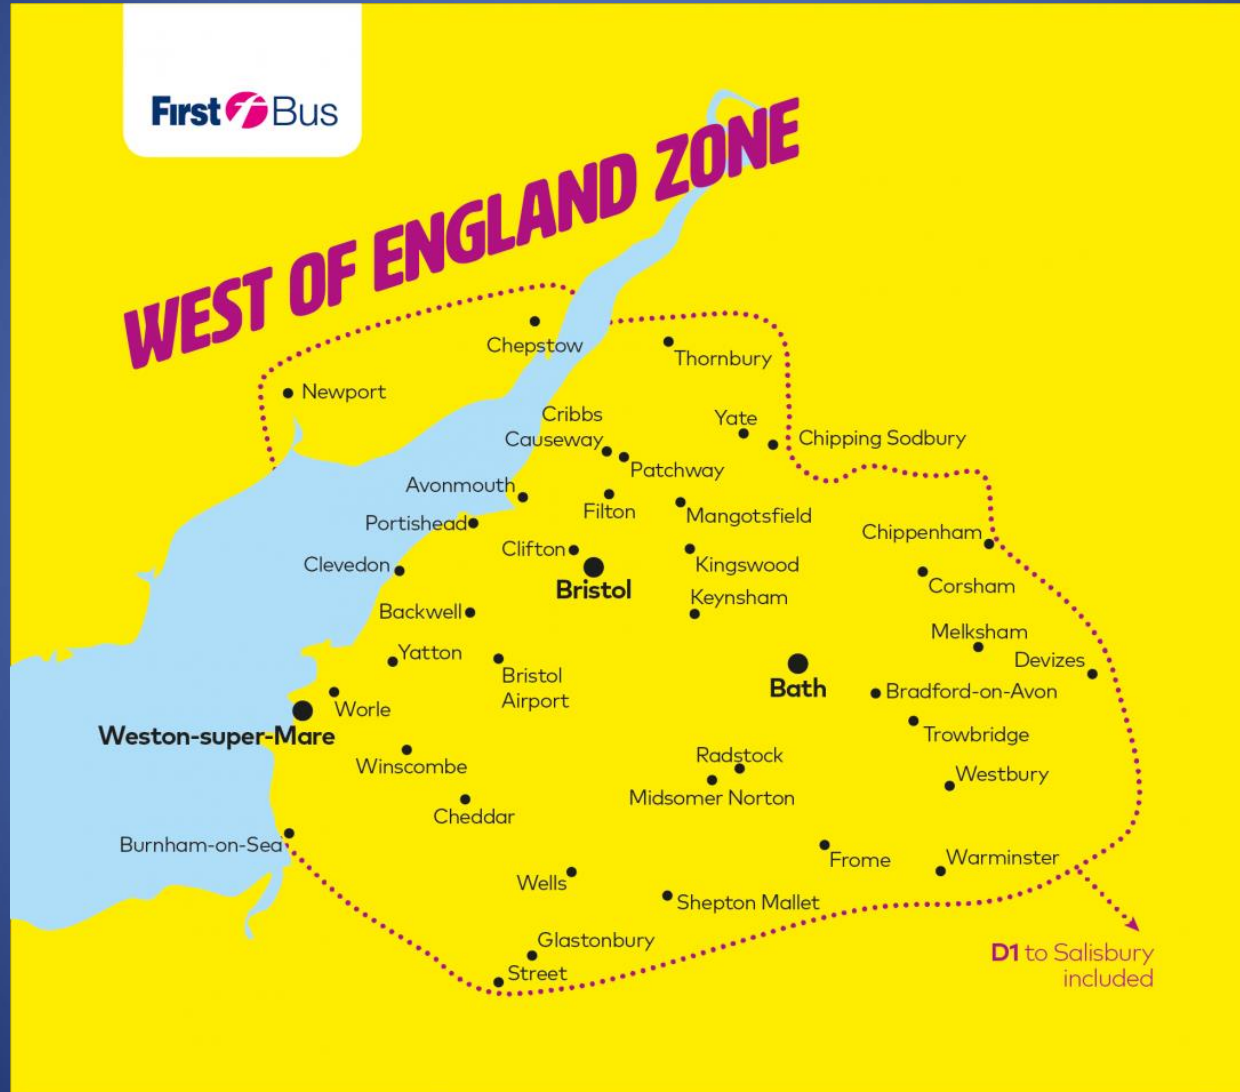 First Bus
WEST OF ENGLAND ZONE
Chepstow
Thornbury
Newport
Cribbs
Causeway
Yate
Chipping Sodbury
Patchway
Avonmouth
Filton
Mangotsfield
Portishead
Chippenham
Clifton
Clevedon
Kingswood
Bristol
Corsham
Keynsham
Backwell
Melksham
Yatton
Devizes
Bristol
Airport
Bath
Bradford-on-Avon
Worle
Weston-super-Mare
Trowbridge
Radstock
Winscombe
Westbury
Midsomer Norton
Cheddar
Burnham-on-Sea
Frome
Warminster
Wells
Shepton Mallet
Glastonbury
D1 to Salisbury
included
Street